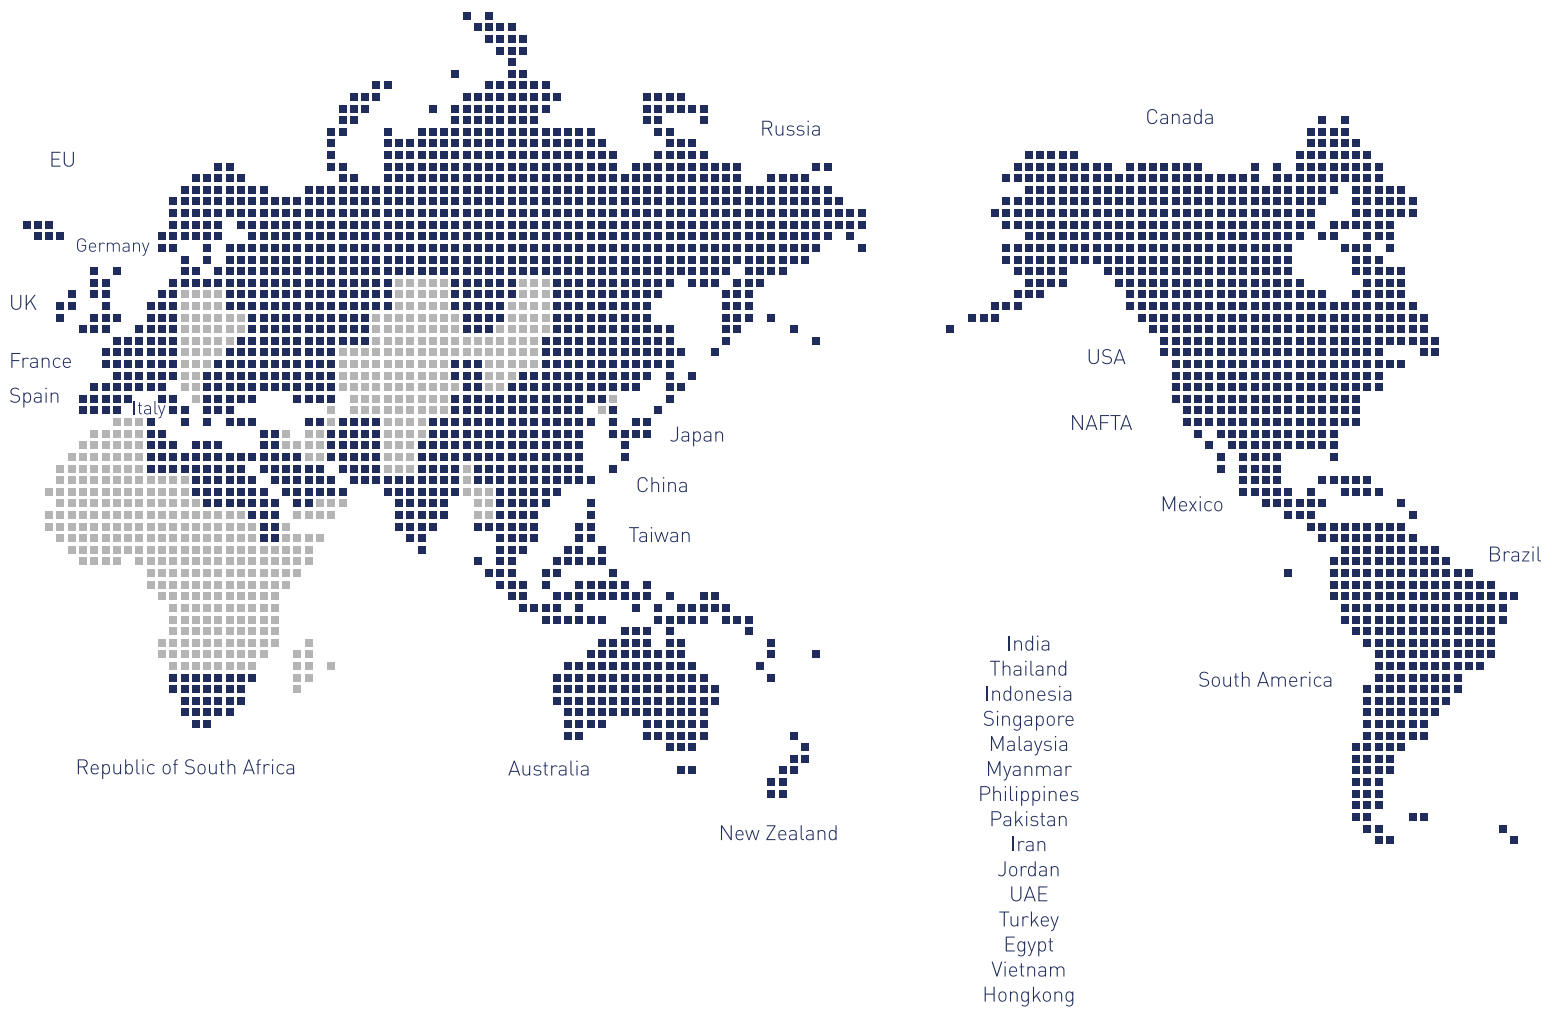 Canada
Russia
EU
Germany
UK
France
USA
Spain
Italy
NAFTA
Japan
China
Mexico
Taiwan
Brazil
India
Thailand
South America
Indonesia
Singapore
Malaysia
Republic of South Africa
Australia
Myanmar
Philippines
Pakistan
New Zealand
Iran
Jordan
UAE
Turkey
Egypt
Vietnam
Hongkong